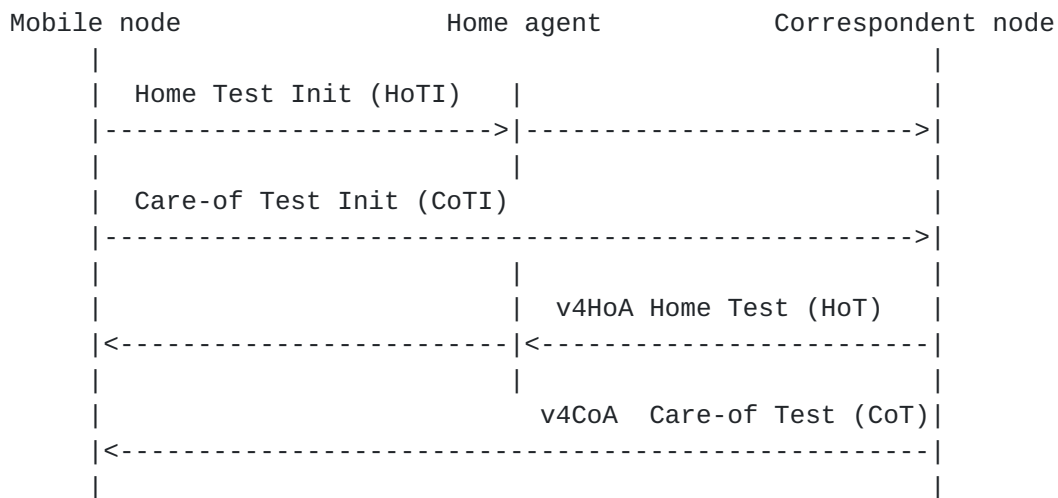 Mobile node Home agent Correspondent node
Home Test Init (HoTI)
Care-of Test Init (CoTI)
v4HoA Home Test (HoT)
v4CoA Care-of Test (CoT)